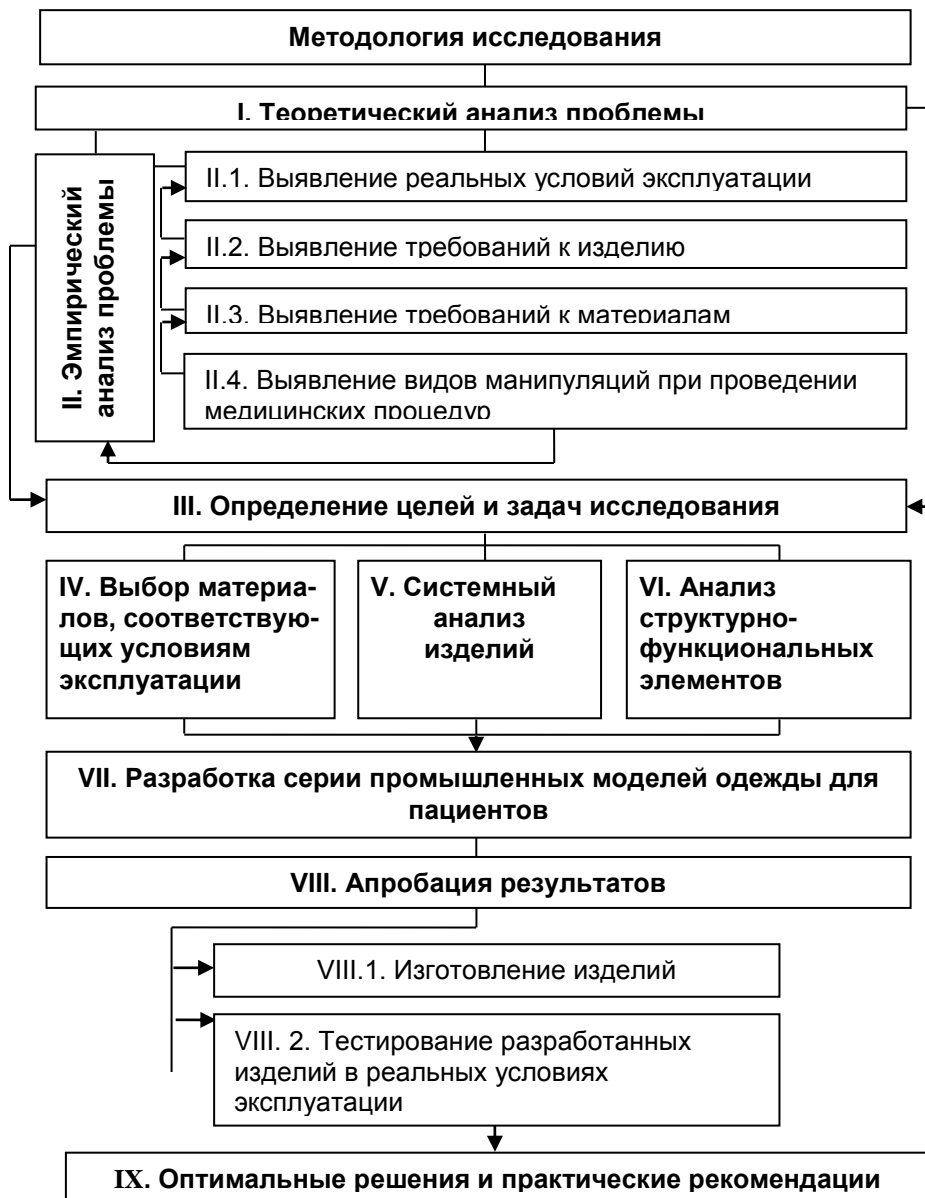 Методология исследования
I. Теоретический анализ проблемы
II. Эмпирический
анализ проблемы
II.1. Выявление реальных условий эксплуатации
II.2. Выявление требований к изделию
II.3. Выявление требований к материалам
II.4. Выявление видов манипуляций при проведении
медицинских процедур
III. Определение целей и задач исследования
IV. Выбор материа-
лов, соответствую-
щих условиям
эксплуатации
V. Системный
анализ
изделий
VI. Анализ
структурно-
функциональных
элементов
VII. Разработка серии промышленных моделей одежды для
пациентов
VIII. Апробация результатов
VIII.1. Изготовление изделий
VIII. 2. Тестирование разработанных
изделий в реальных условиях
эксплуатации
IX. Оптимальные решения и практические рекомендации